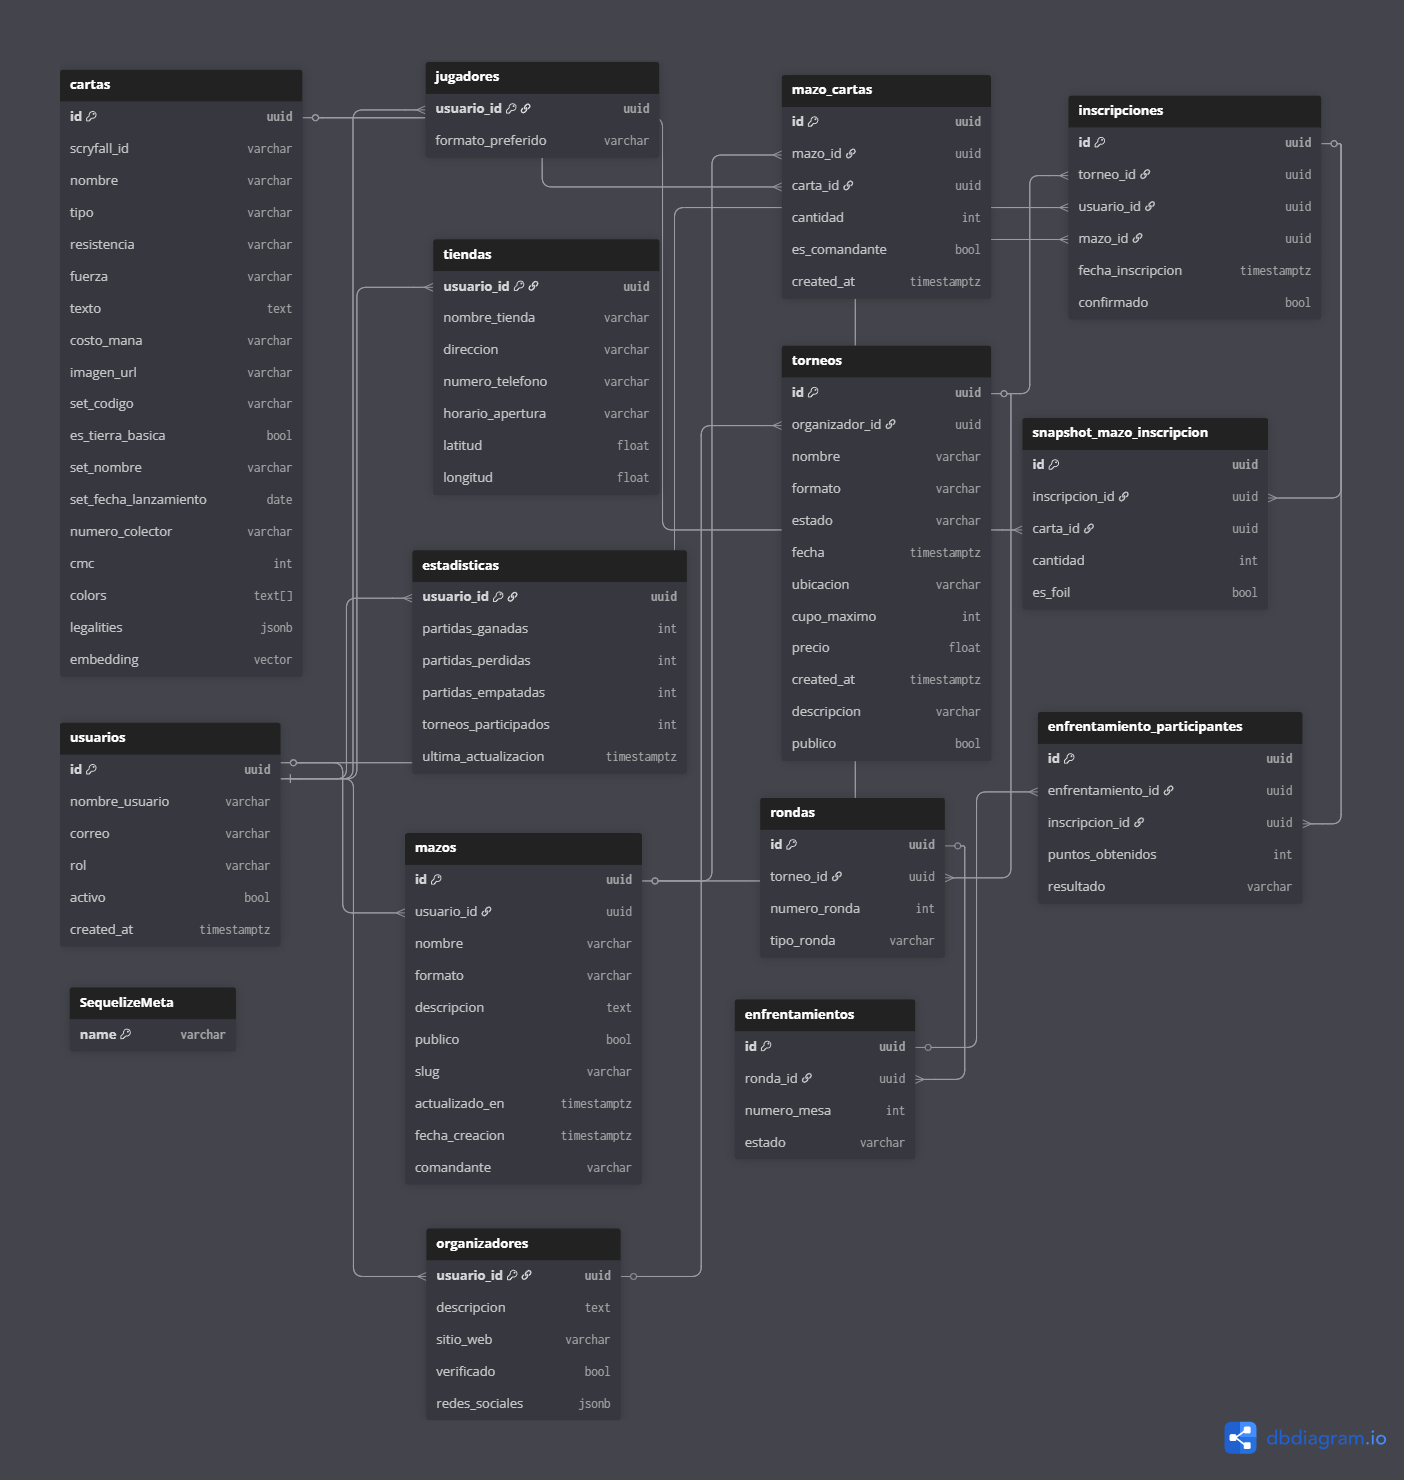 cartas
id uuid
scryfall_id varchar
nombre varchar
tipo varchar
resistencia varchar
fuerza varchar
texto text
costo_mana varchar
imagen_url varchar
set_codigo varchar
es_tierra_basica bool
set_nombre varchar
set_fecha_lanzamiento date
numero_colector varchar
cmc int
colors text[]
legalities jsonb
embedding vector
usuarios
id uuid
nombre_usuario varchar
correo varchar
rol varchar
activo bool
created_at timestamptz
SequelizeMeta
name varchar
jugadores
usuario_id uuid
formato_preferido varchar
tiendas
usuario_id uuid
nombre_tienda varchar
direccion varchar
numero_telefono varchar
horario_apertura varchar
latitud float
longitud float
estadisticas
usuario_id uuid
partidas_ganadas int
partidas_perdidas int
partidas_empatadas int
torneos_participados int
ultima_actualizacion timestamptz
mazos
id uuid
usuario_id uuid
nombre varchar
formato varchar
descripcion text
publico bool
slug varchar
actualizado_en timestamptz
fecha_creacion timestamptz
comandante varchar
organizadores
usuario_id uuid
descripcion text
sitio_web varchar
verificado bool
redes_sociales jsonb
mazo_cartas
id uuid
mazo_id uuid
carta_id uuid
cantidad int
es_comandante bool
created_at timestamptz
torneos
id uuid
organizador_id uuid
nombre varchar
formato varchar
estado varchar
fecha timestamptz
ubicacion varchar
cupo_maximo int
precio float
created_at timestamptz
descripcion varchar
publico bool
rondas
id uuid
torneo_id uuid
numero_ronda int
tipo_ronda varchar
enfrentamientos
id uuid
ronda_id uuid
numero_mesa int
estado varchar
inscripciones
id uuid
torneo_id uuid
usuario_id uuid
mazo_id uuid
fecha_inscripcion timestamptz
confirmado bool
snapshot_mazo_inscripcion
id uuid
inscripcion_id uuid
carta_id uuid
cantidad int
es_foil bool
enfrentamiento_participantes
id uuid
enfrentamiento_id uuid
inscripcion_id uuid
puntos_obtenidos int
resultado varchar
dbdiagram.io